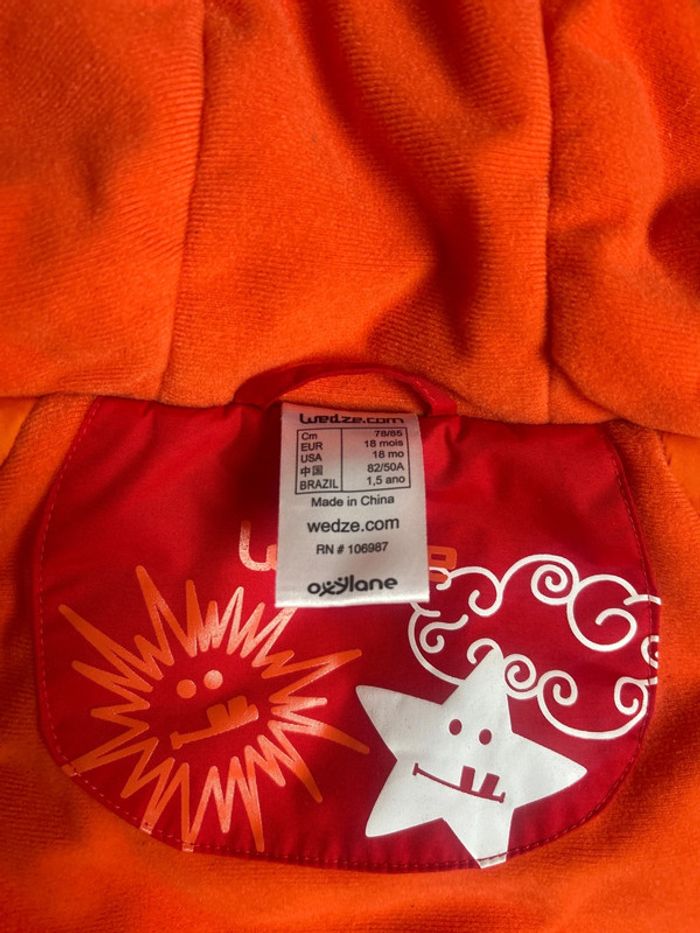 wedze.com
Cm 78/85
EUR 18 mois
USA 18 mo
中国 82/50A
BRAZIL 1,5 ano
Made in China
wedze.com
RN # 106987
oxylane